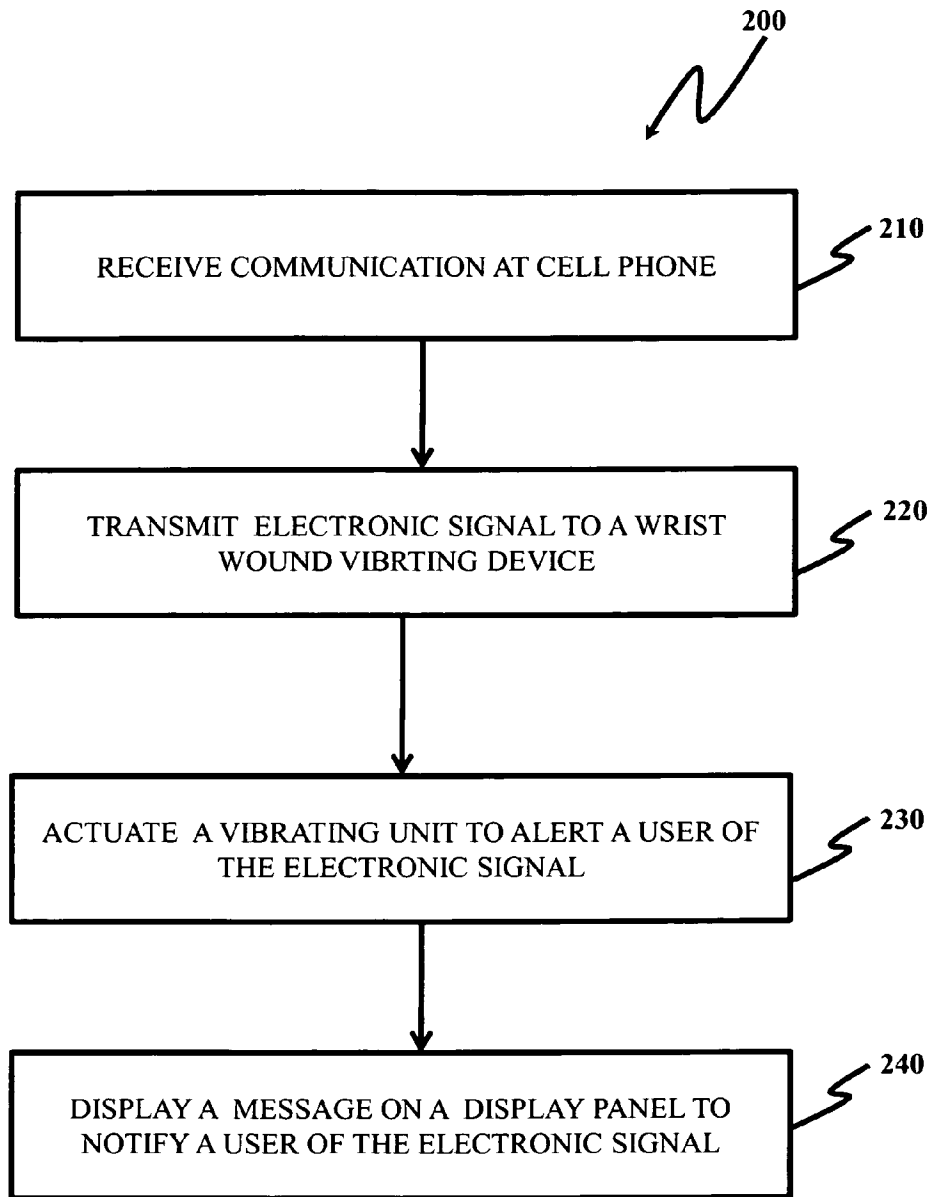 200
RECEIVE COMMUNICATION AT CELL PHONE
210
TRANSMIT ELECTRONIC SIGNAL TO A WRIST
WOUND VIBRTING DEVICE
220
ACTUATE A VIBRATING UNIT TO ALERT A USER OF
THE ELECTRONIC SIGNAL
230
DISPLAY A MESSAGE ON A DISPLAY PANEL TO
NOTIFY A USER OF THE ELECTRONIC SIGNAL
240